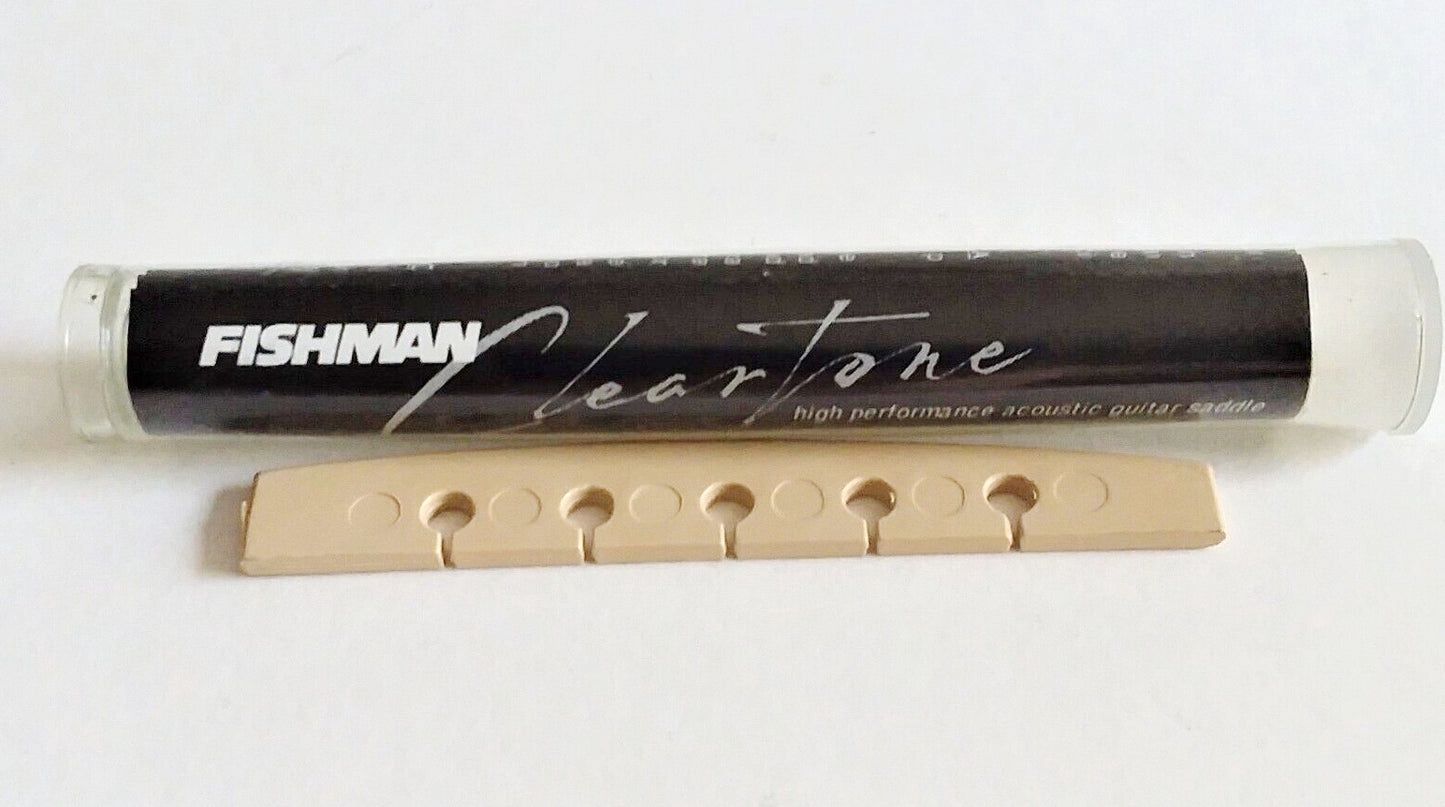 FISHMAN Cleartone
high performance acoustic guitar saddle